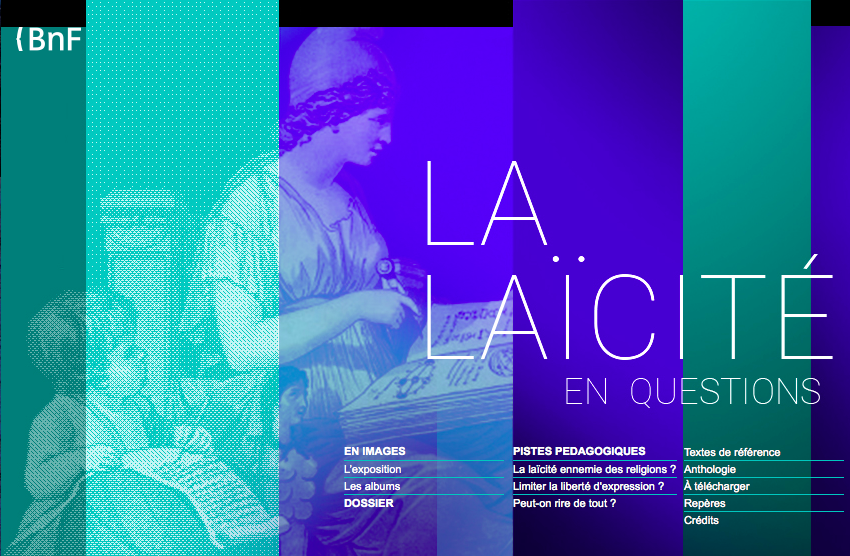 (BnF
LA
LAÏCITÉ
EN QUESTIONS
EN IMAGES
L'exposition
Les albums
DOSSIER
PISTES PEDAGOGIQUES
La laïcité ennemie des religions ?
Limiter la liberté d'expression ?
Peut-on rire de tout ?
Textes de référence
Anthologie
À télécharger
Repères
Crédits